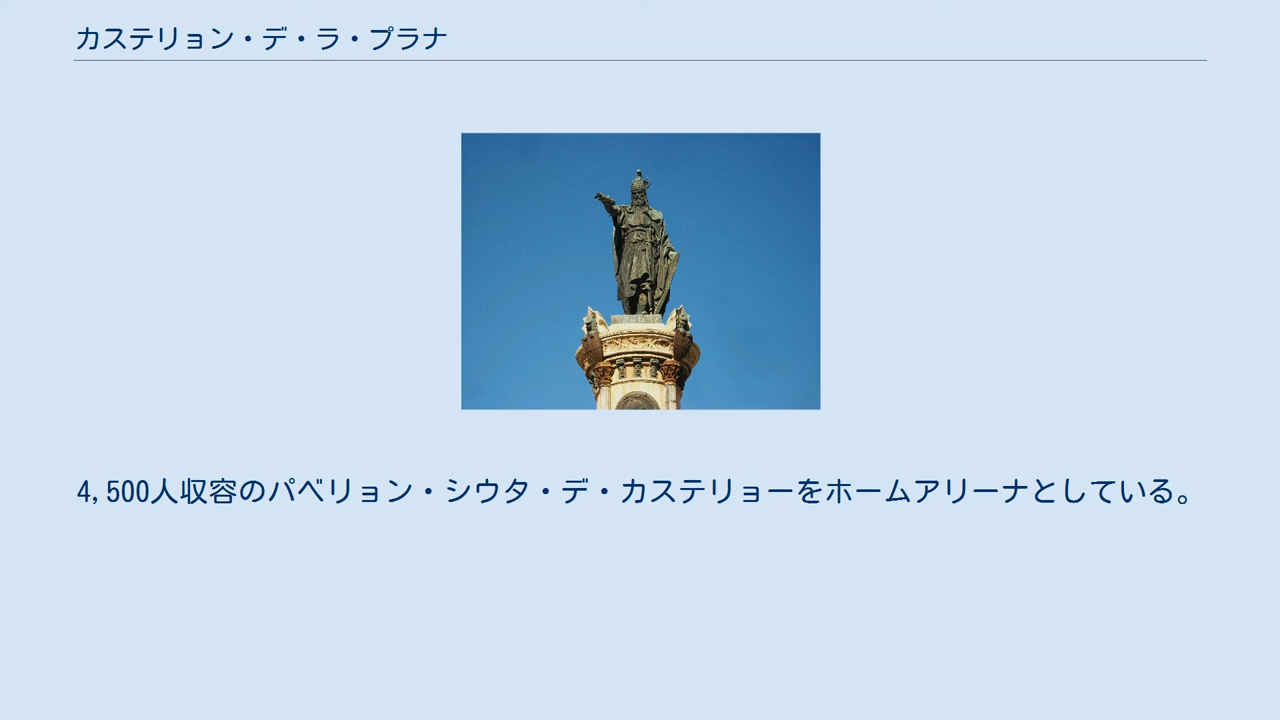 カステリョン・デ・ラ・プラナ
4,500人収容のパベリョン・シウタ・デ・カステリョーをホームアリーナとしている。